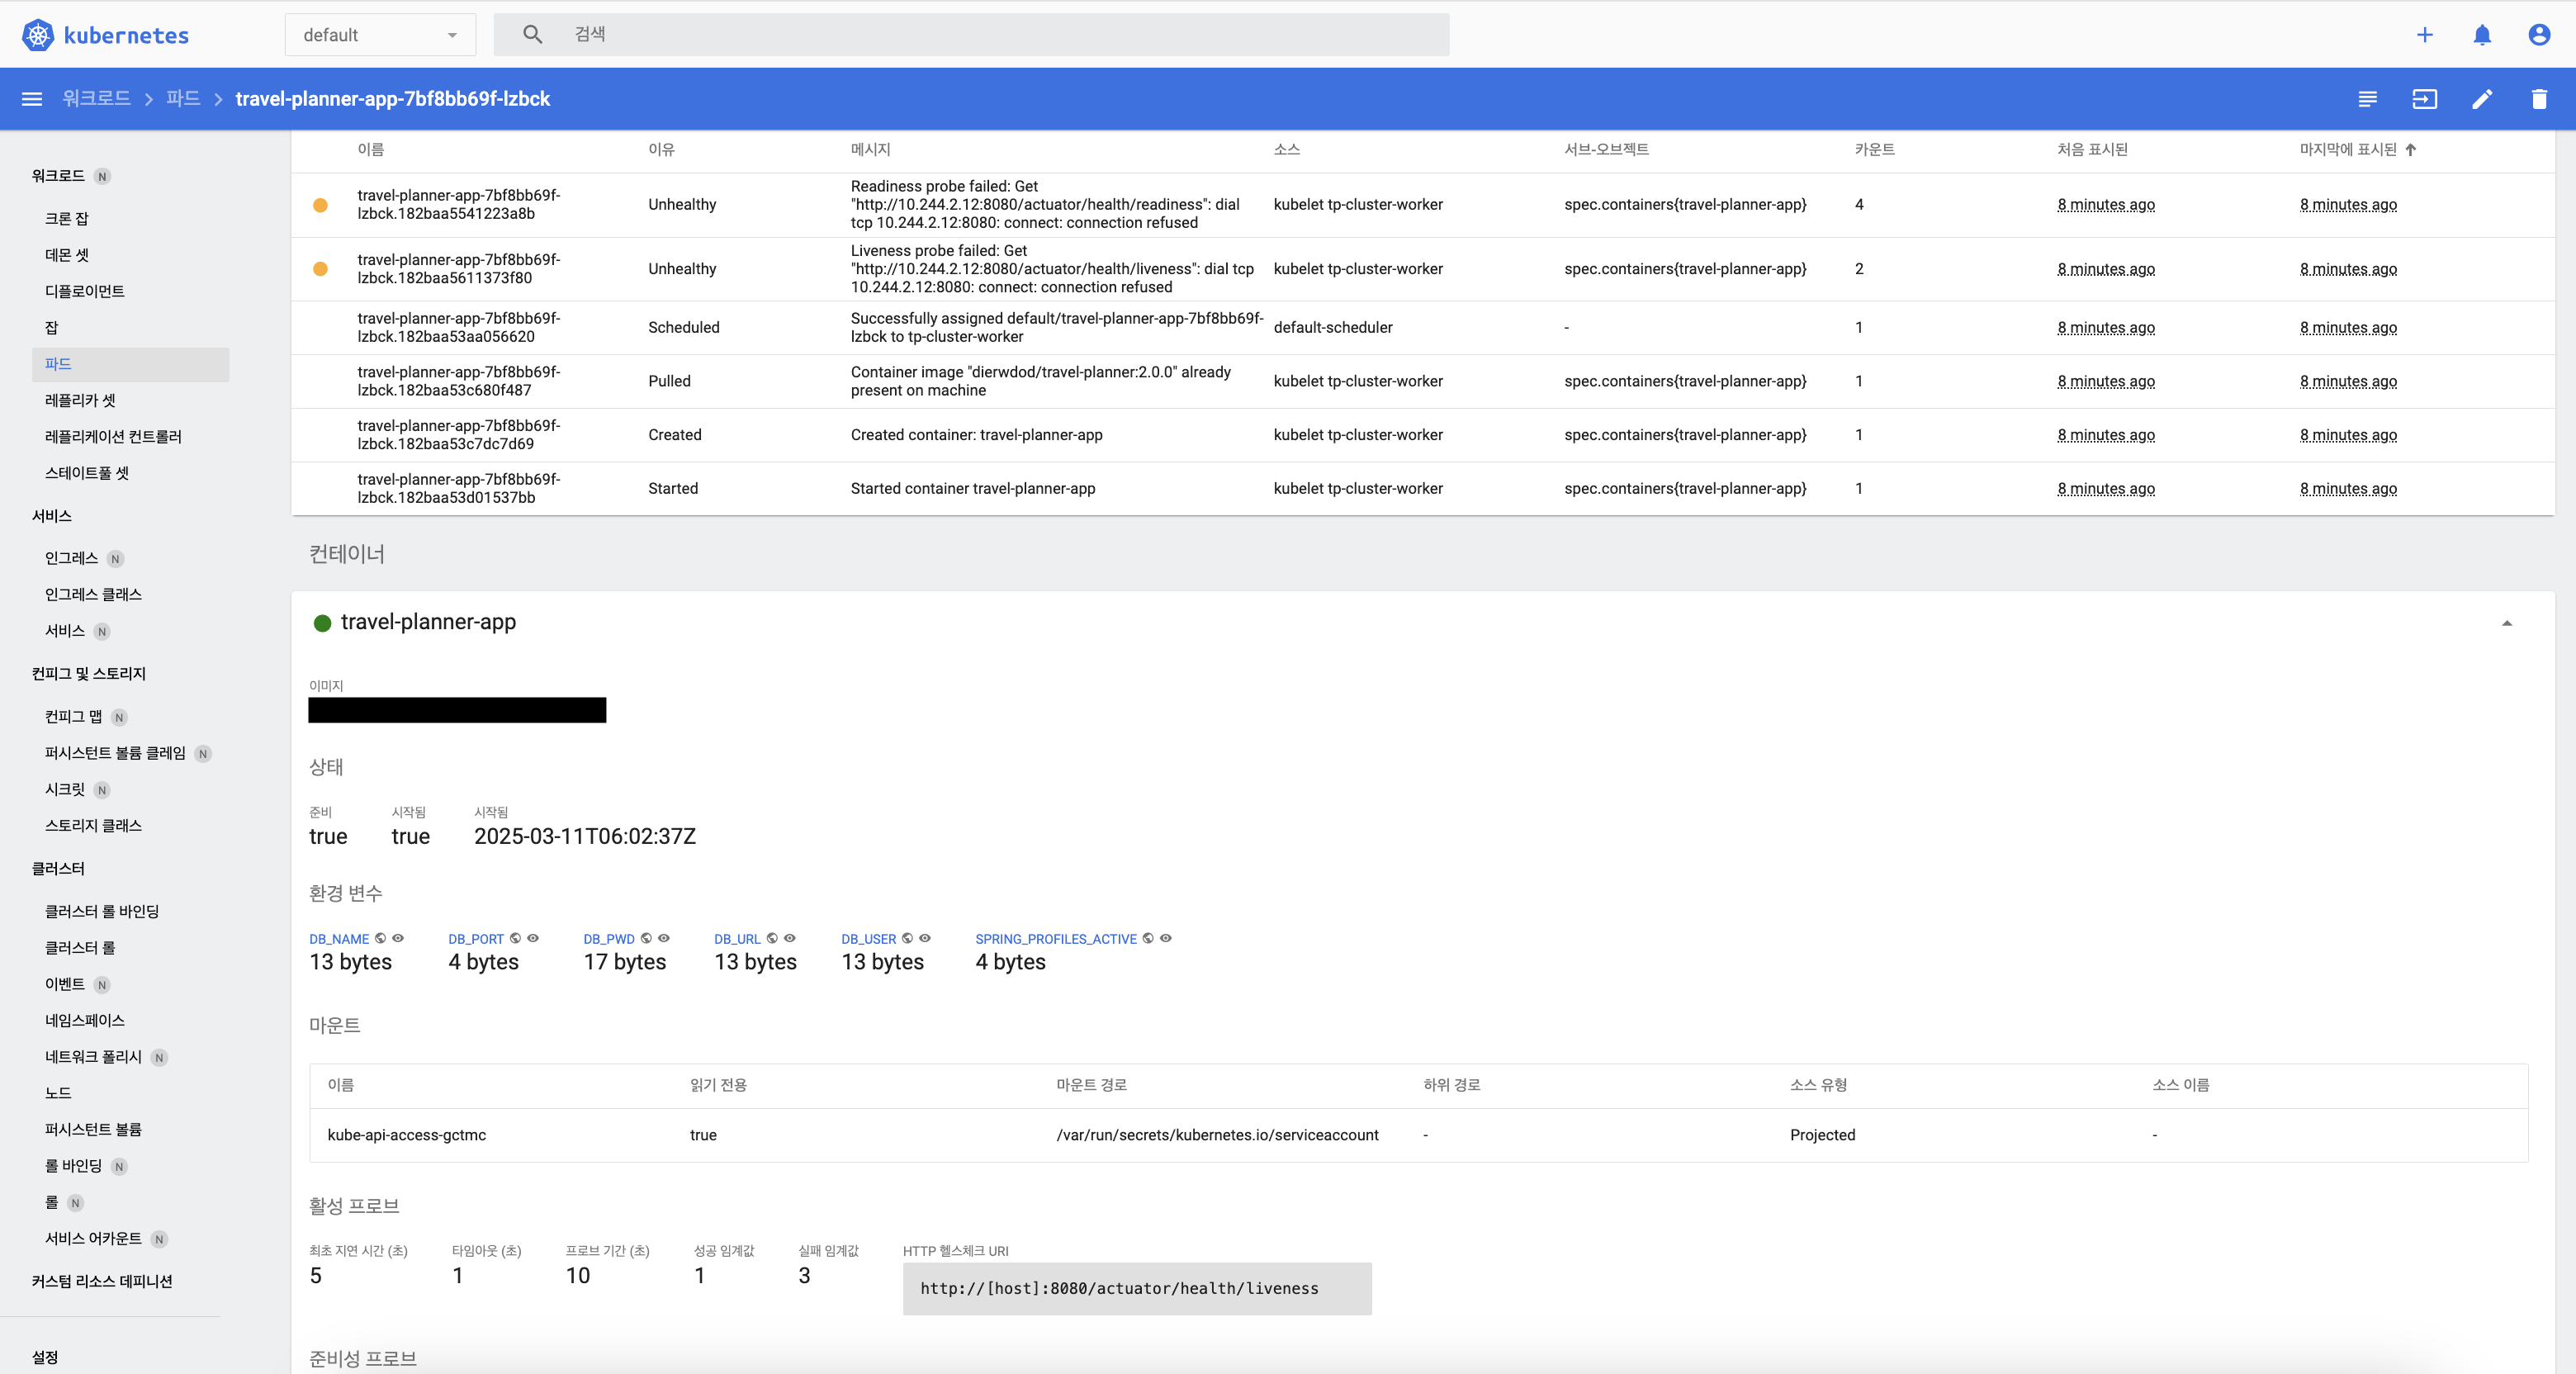 kubernetes
default
검색
워크로드 > 파드 > travel-planner-app-7bf8bb69f-lzbck
워크로드 N
크론 잡
데몬 셋
디플로이먼트
잡
파드
레플리카 셋
레플리케이션 컨트롤러
스테이트풀 셋
서비스
인그레스 N
인그레스 클래스
서비스 N
컨피그 및 스토리지
컨피그 맵 N
퍼시스턴트 볼륨 클레임 N
시크릿 N
스토리지 클래스
클러스터
클러스터 롤 바인딩
클러스터 롤
이벤트 N
네임스페이스
네트워크 폴리시 N
노드
퍼시스턴트 볼륨
롤 바인딩 N
롤 N
서비스 어카운트 N
커스텀 리소스 데피니션
설정
이름 이유 메시지 소스 서브-오브젝트 카운트 처음 표시된 마지막에 표시된
travel-planner-app-7bf8bb69f-
lzbck.182baa5541223a8b
Unhealthy
Readiness probe failed: Get
"http://10.244.2.12:8080/actuator/health/readiness": dial
tcp 10.244.2.12:8080: connect: connection refused
kubelet tp-cluster-worker
spec.containers{travel-planner-app}
4
8 minutes ago
8 minutes ago
travel-planner-app-7bf8bb69f-
lzbck.182baa5611373f80
Unhealthy
Liveness probe failed: Get
"http://10.244.2.12:8080/actuator/health/liveness": dial tcp
10.244.2.12:8080: connect: connection refused
kubelet tp-cluster-worker
spec.containers{travel-planner-app}
2
8 minutes ago
8 minutes ago
travel-planner-app-7bf8bb69f-
lzbck.182baa53aa056620
Scheduled
Successfully assigned default/travel-planner-app-7bf8bb69f-
lzbck to tp-cluster-worker
default-scheduler
-
1
8 minutes ago
8 minutes ago
travel-planner-app-7bf8bb69f-
lzbck.182baa53c680f487
Pulled
Container image "dierwdod/travel-planner:2.0.0" already
present on machine
kubelet tp-cluster-worker
spec.containers{travel-planner-app}
1
8 minutes ago
8 minutes ago
travel-planner-app-7bf8bb69f-
lzbck.182baa53c7dc7d69
Created
Created container: travel-planner-app
kubelet tp-cluster-worker
spec.containers{travel-planner-app}
1
8 minutes ago
8 minutes ago
travel-planner-app-7bf8bb69f-
lzbck.182baa53d01537bb
Started
Started container travel-planner-app
kubelet tp-cluster-worker
spec.containers{travel-planner-app}
1
8 minutes ago
8 minutes ago
컨테이너
travel-planner-app
이미지
상태
준비 시작됨 시작됨
true true 2025-03-11T06:02:37Z
환경 변수
DB_NAME DB_PORT DB_PWD DB_URL DB_USER SPRING_PROFILES_ACTIVE
13 bytes 4 bytes 17 bytes 13 bytes 13 bytes 4 bytes
마운트
이름 읽기 전용 마운트 경로 하위 경로 소스 유형 소스 이름
kube-api-access-gctmc true /var/run/secrets/kubernetes.io/serviceaccount - Projected -
활성 프로브
최초 지연 시간 (초) 타임아웃 (초) 프로브 기간 (초) 성공 임계값 실패 임계값 HTTP 헬스체크 URI
5 1 10 1 3
http://[host]:8080/actuator/health/liveness
준비성 프로브